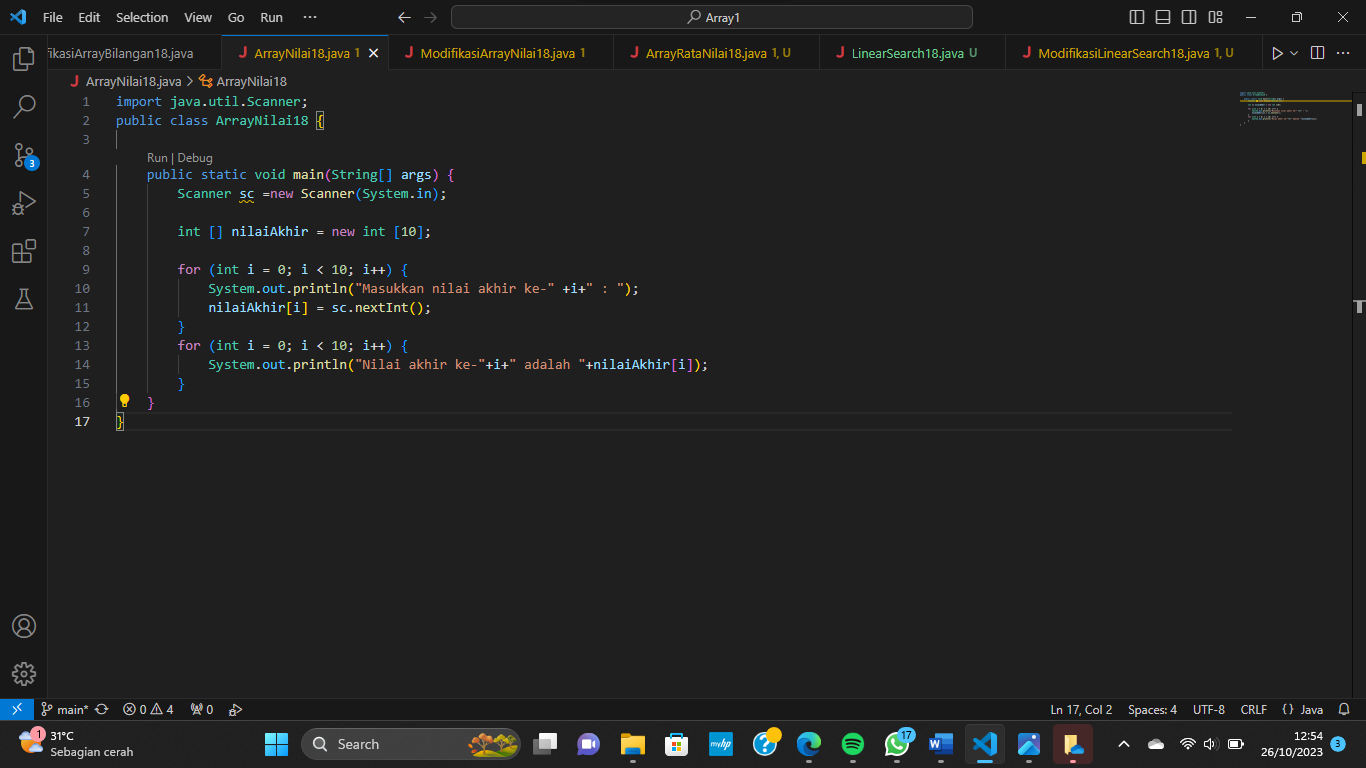 File Edit Selection View Go Run ··· Array1
fikasiArrayBilangan18.java ArrayNilai18.java 1 ModifikasiArrayNilai18.java 1 ArrayRataNilai18.java 1, U LinearSearch18.java U ModifikasiLinearSearch18.java 1, U
ArrayNilai18.java > ArrayNilai18
1 import java.util.Scanner;
2 public class ArrayNilai18 {
3
Run | Debug
4 public static void main(String[] args) {
5 Scanner sc =new Scanner(System.in);
6
7 int [] nilaiAkhir = new int [10];
8
9 for (int i = 0; i < 10; i++) {
10 System.out.println("Masukkan nilai akhir ke-" +i+" : ");
11 nilaiAkhir[i] = sc.nextInt();
12 }
13 for (int i = 0; i < 10; i++) {
14 System.out.println("Nilai akhir ke-"+i+" adalah "+nilaiAkhir[i]);
15 }
16 }
17 }
3
main* 0 4 0 Ln 17, Col 2 Spaces: 4 UTF-8 CRLF {} Java
1 31°C
Sebagian cerah
Search
myhp
17
12:54
26/10/2023
3